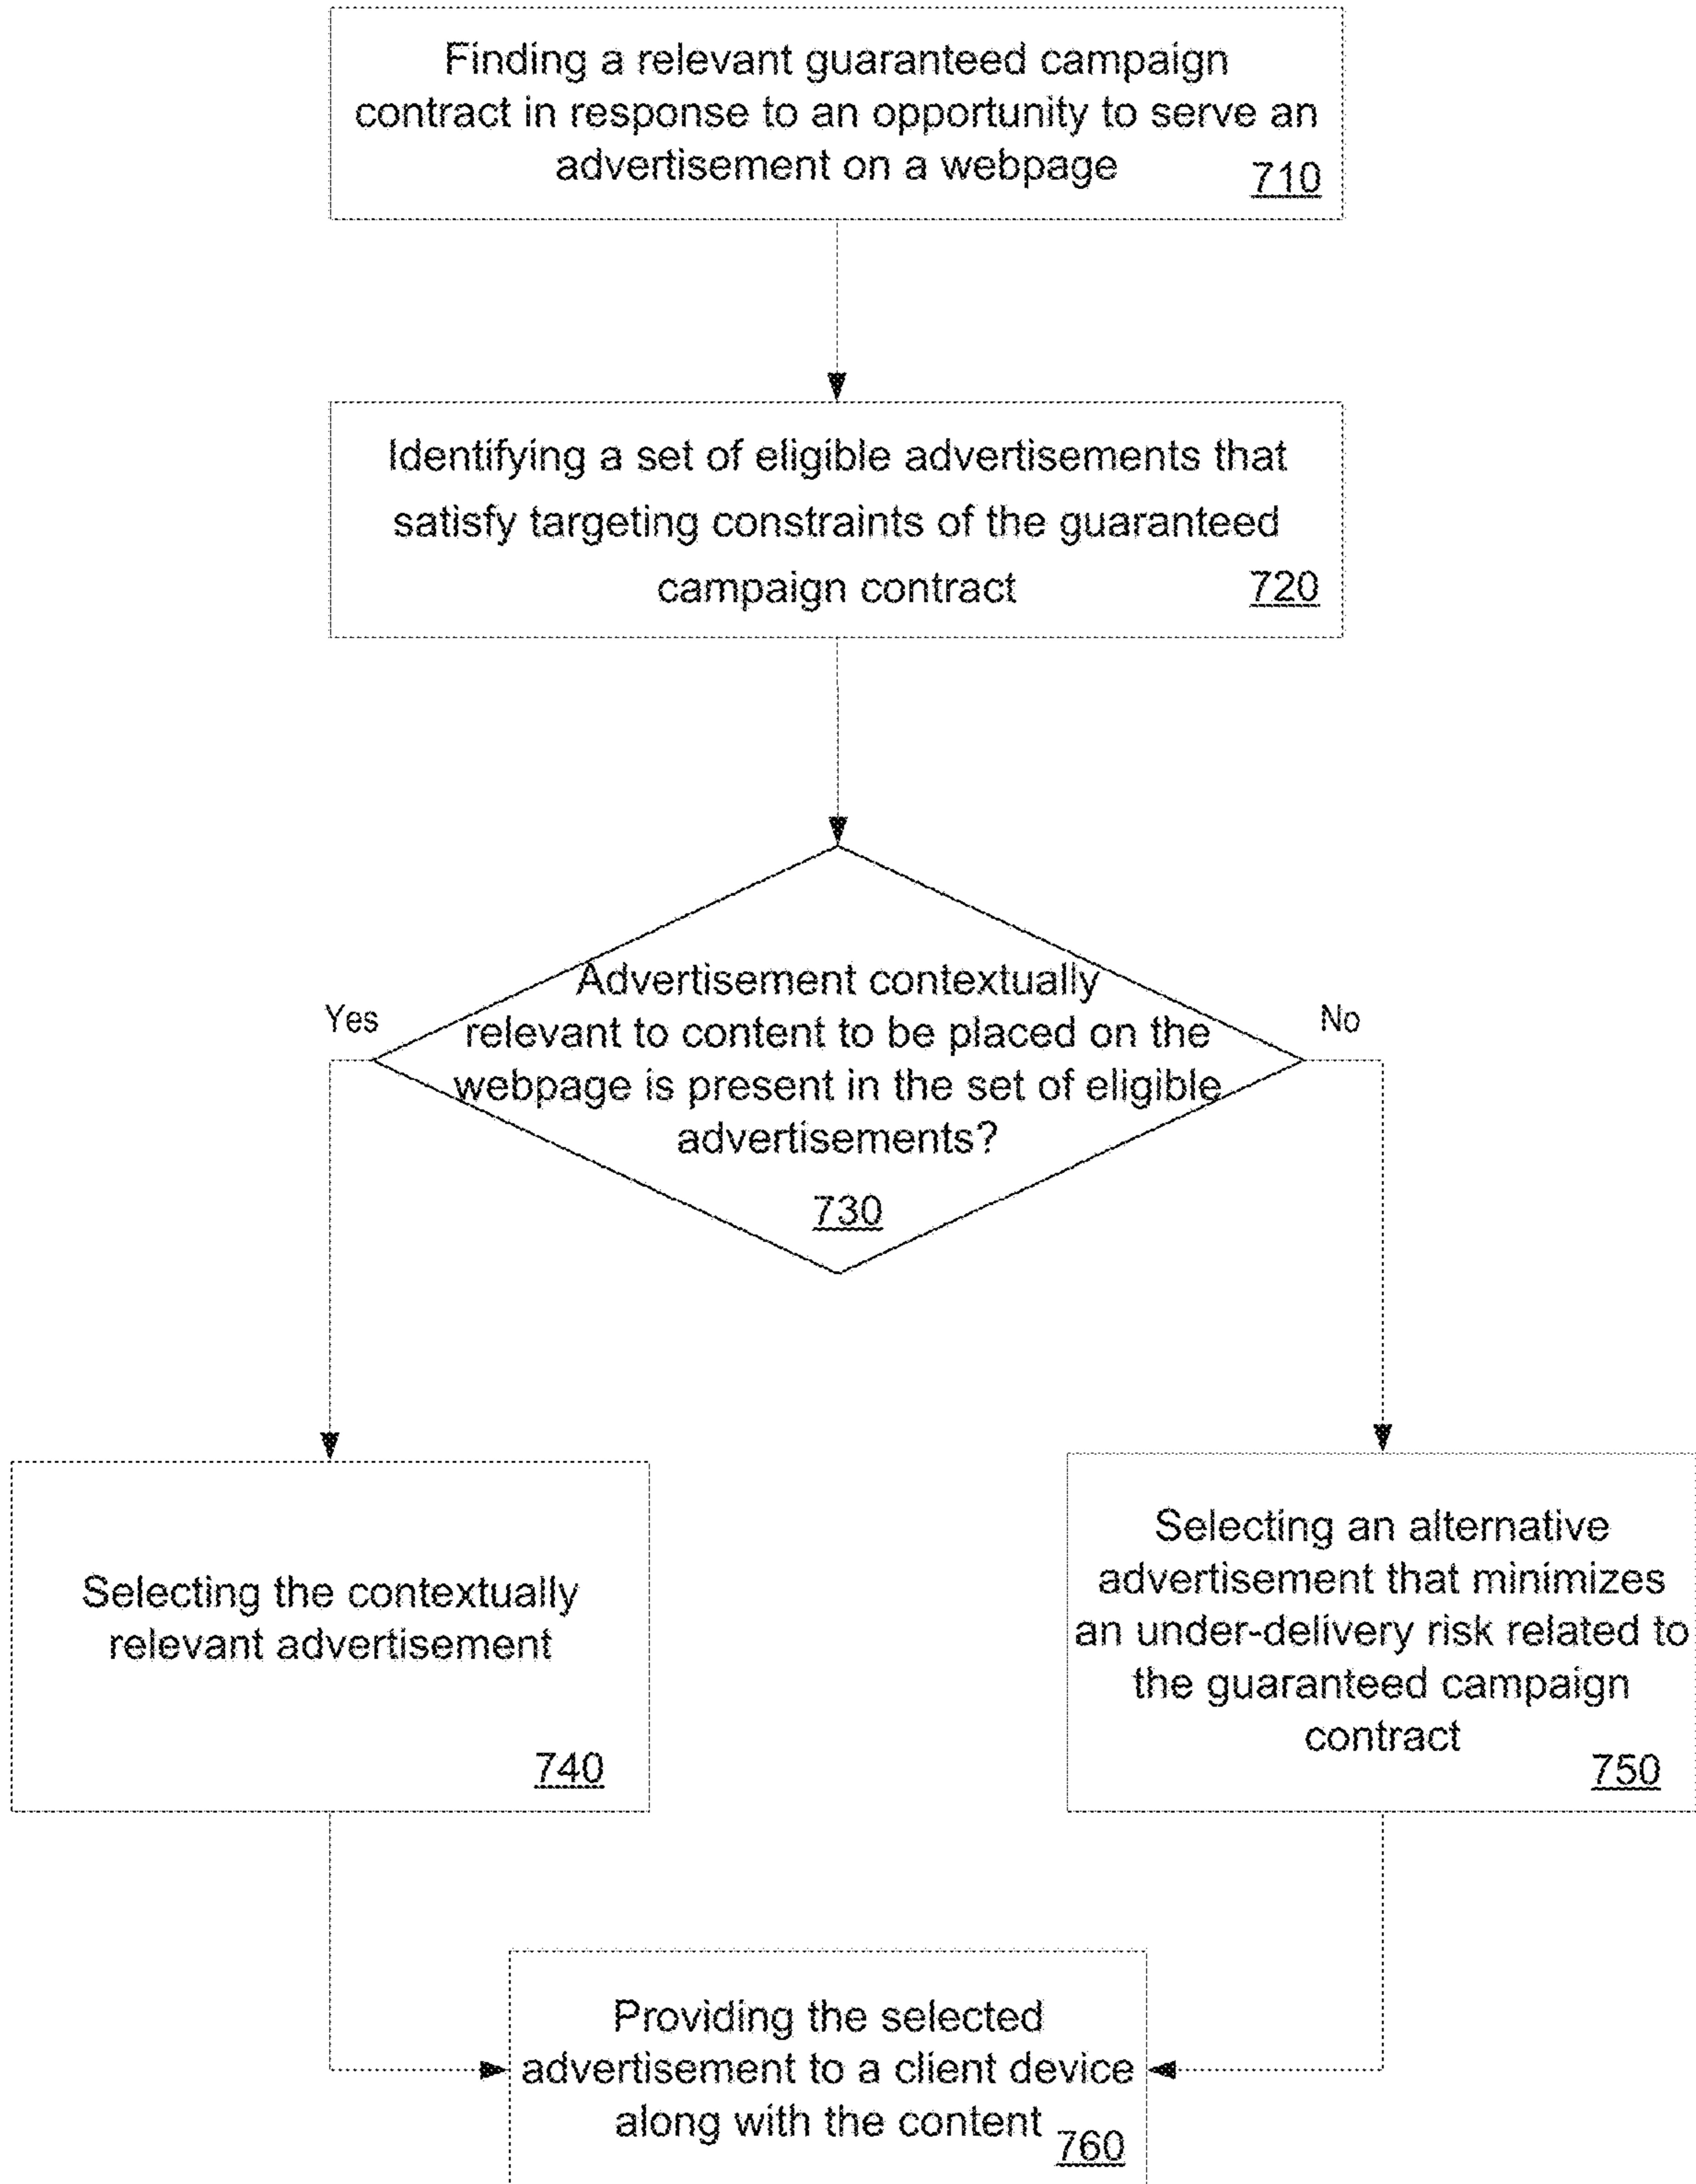 Finding a relevant guaranteed campaign
contract in response to an opportunity to serve an
advertisement on a webpage
710
Identifying a set of eligible advertisements that
satisfy targeting constraints of the guaranteed
campaign contract
720
Advertisement contextually
relevant to content to be placed on the
webpage is present in the set of eligible
advertisements?
730
Yes
No
Selecting the contextually
relevant advertisement
740
Selecting an alternative
advertisement that minimizes
an under-delivery risk related to
the guaranteed campaign
contract
750
Providing the selected
advertisement to a client device
along with the content
760